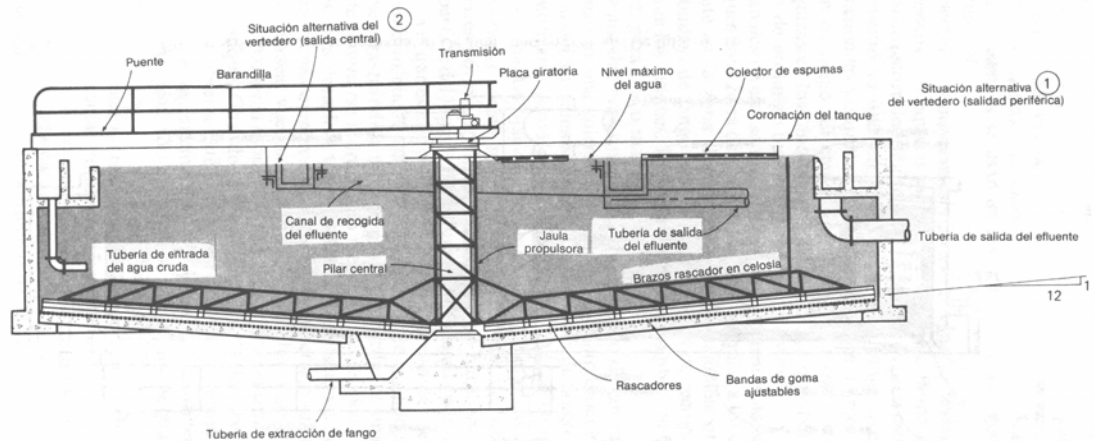 Situación alternativa del
vertedero (salida central)
2
Transmisión
Puente
Barandilla
Placa giratoria
Nivel máximo
del agua
Colector de espumas
Situación alternativa
del vertedero (salidad periférica)
1
Coronación del tanque
Canal de recogida
del efluente
Tubería de entrada
del agua cruda
Pilar central
Jaula
propulsora
Tubería de salida
del efluente
Brazos rascador en celosía
Tubería de salida del efluente
12
1
Rascadores
Bandas de goma
ajustables
Tubería de extracción de fango